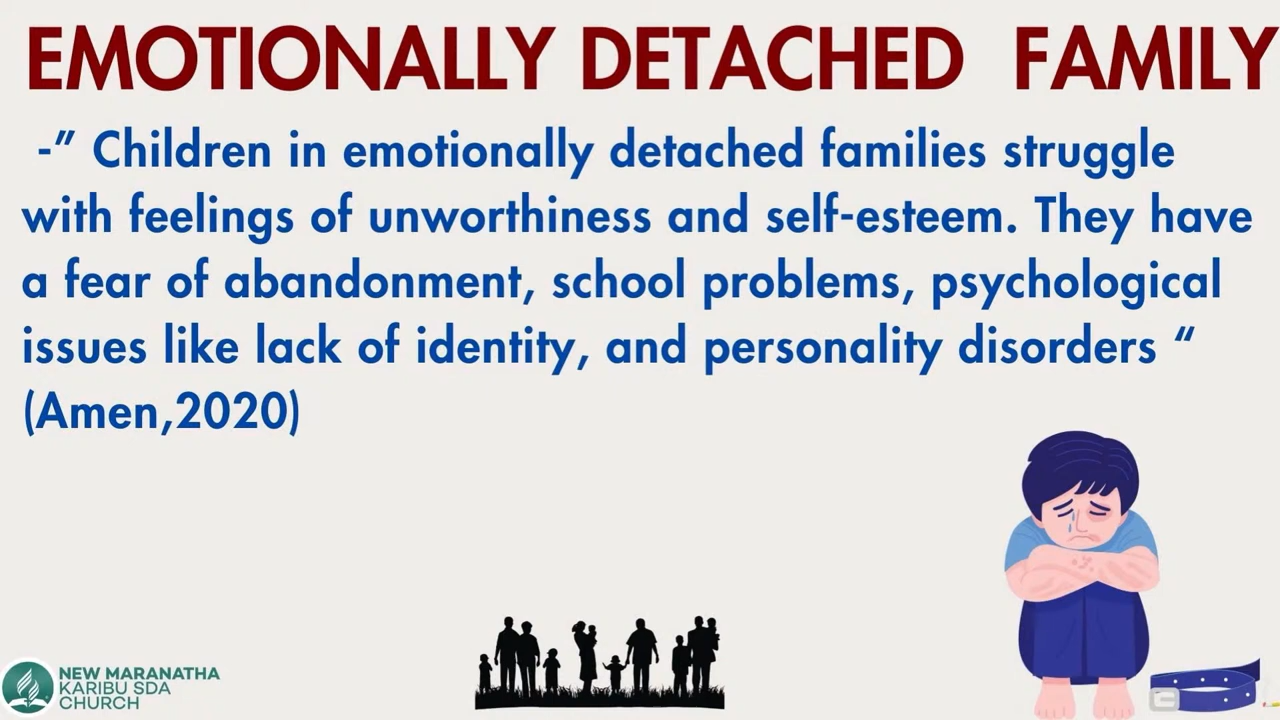 EMOTIONALLY DETACHED  FAMILY
-” Children in emotionally detached families struggle
with feelings of unworthiness and self-esteem. They have
a fear of abandonment, school problems, psychological
issues like lack of identity, and personality disorders “
(Amen,2020)
NEW MARANATHA
KARIBU SDA
CHURCH